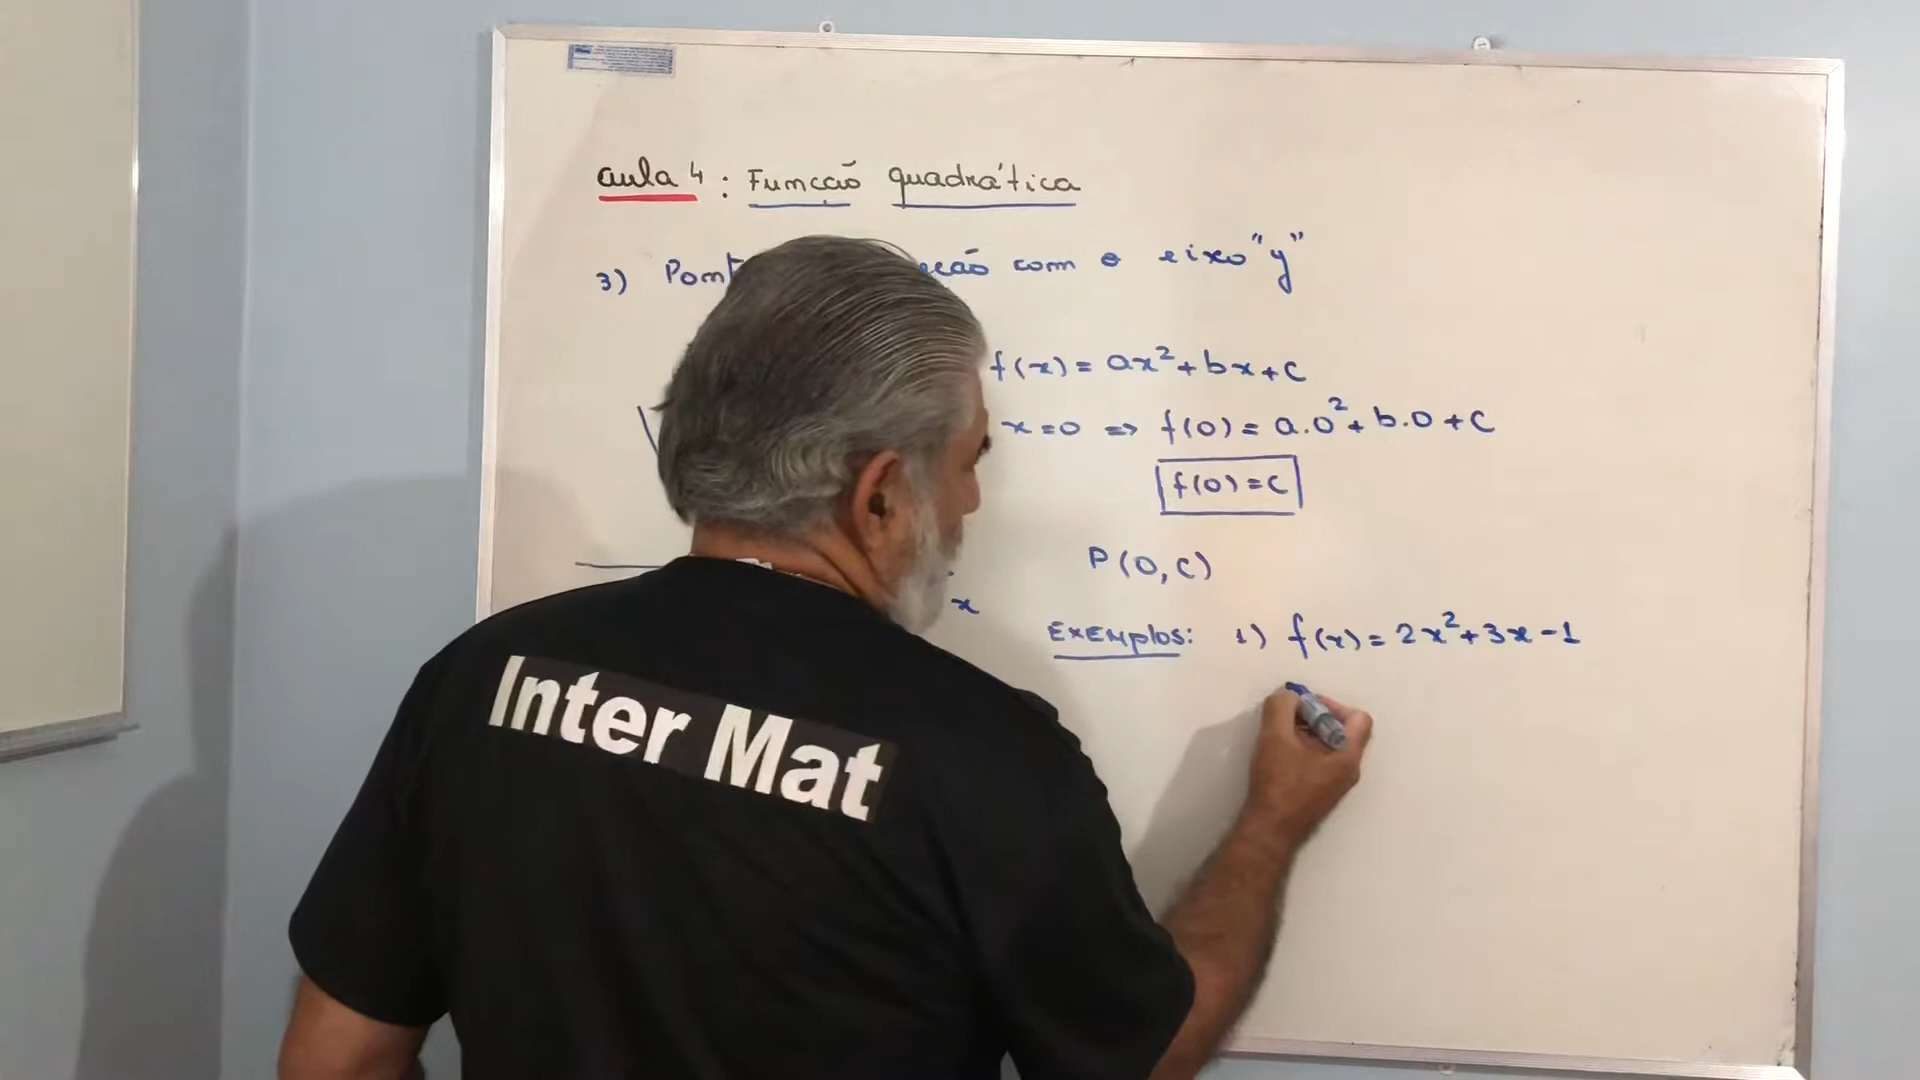 aula 4 : Função quadrática
3) com o eixo "y"
f(x) = ax²+bx+c
x=0 => f(0) = a.0²+b.0+c
f(0)=c
P(0,c)
x
EXEMPLOS: 1) f(x)= 2x²+3x-1
Inter Mat